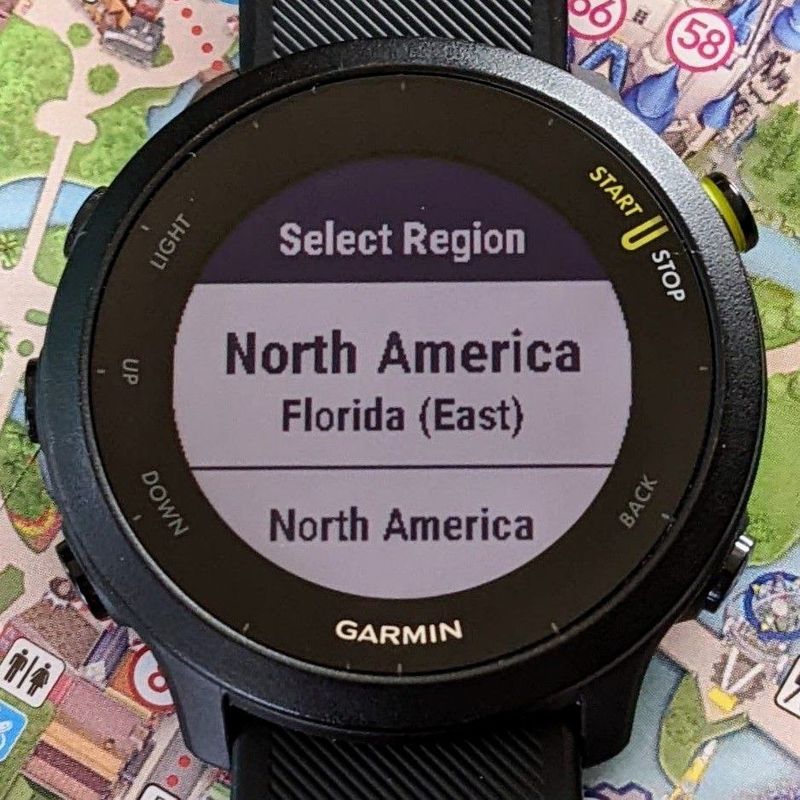 66
58
START
STOP
LIGHT
Select Region
North America
Florida (East)
UP
North America
DOWN
BACK
GARMIN